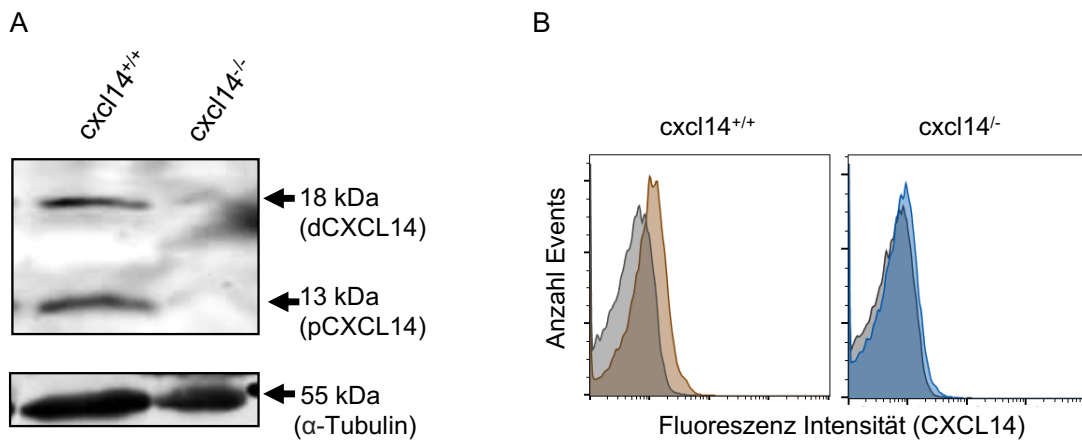 A
cxcl14+/+
cxcl14-/-
18 kDa
(dCXCL14)
13 kDa
(pCXCL14)
55 kDa
(α-Tubulin)
B
cxcl14+/+
cxcl14/-
Anzahl Events
Fluoreszenz Intensität (CXCL14)